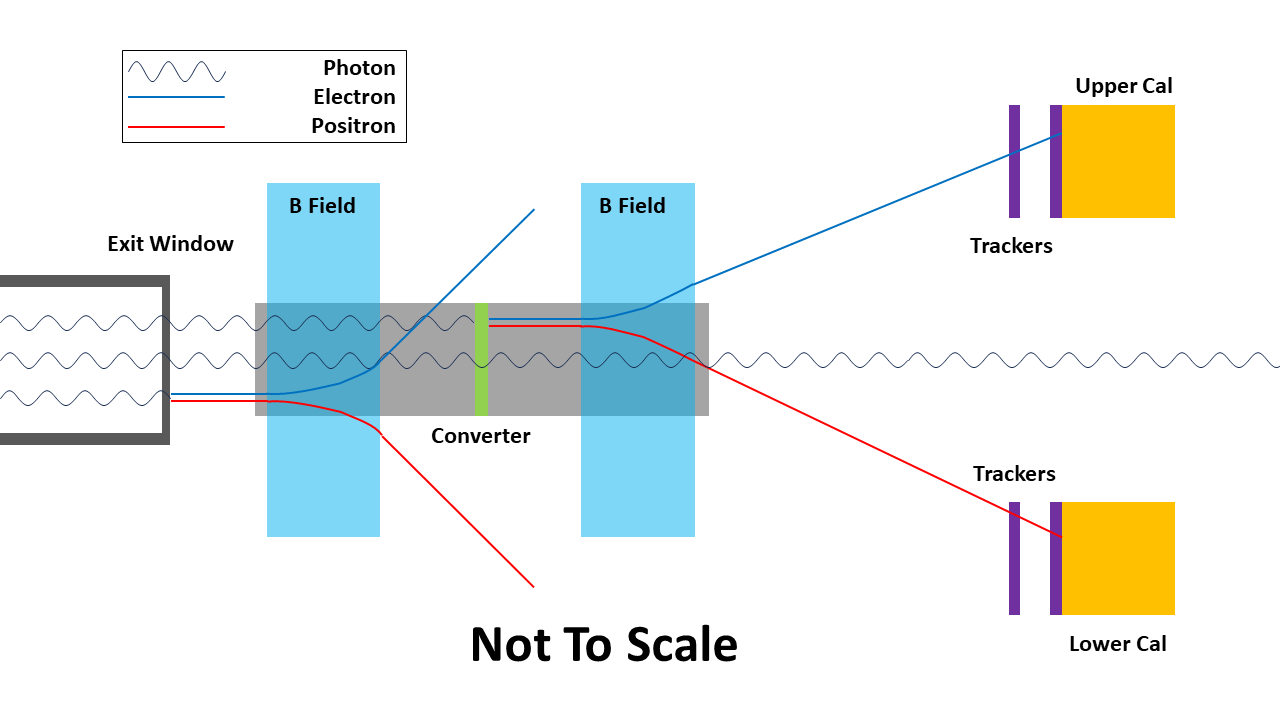 Photon
Electron
Positron
Upper Cal
B Field
B Field
Exit Window
Trackers
Converter
Trackers
Not To Scale
Lower Cal